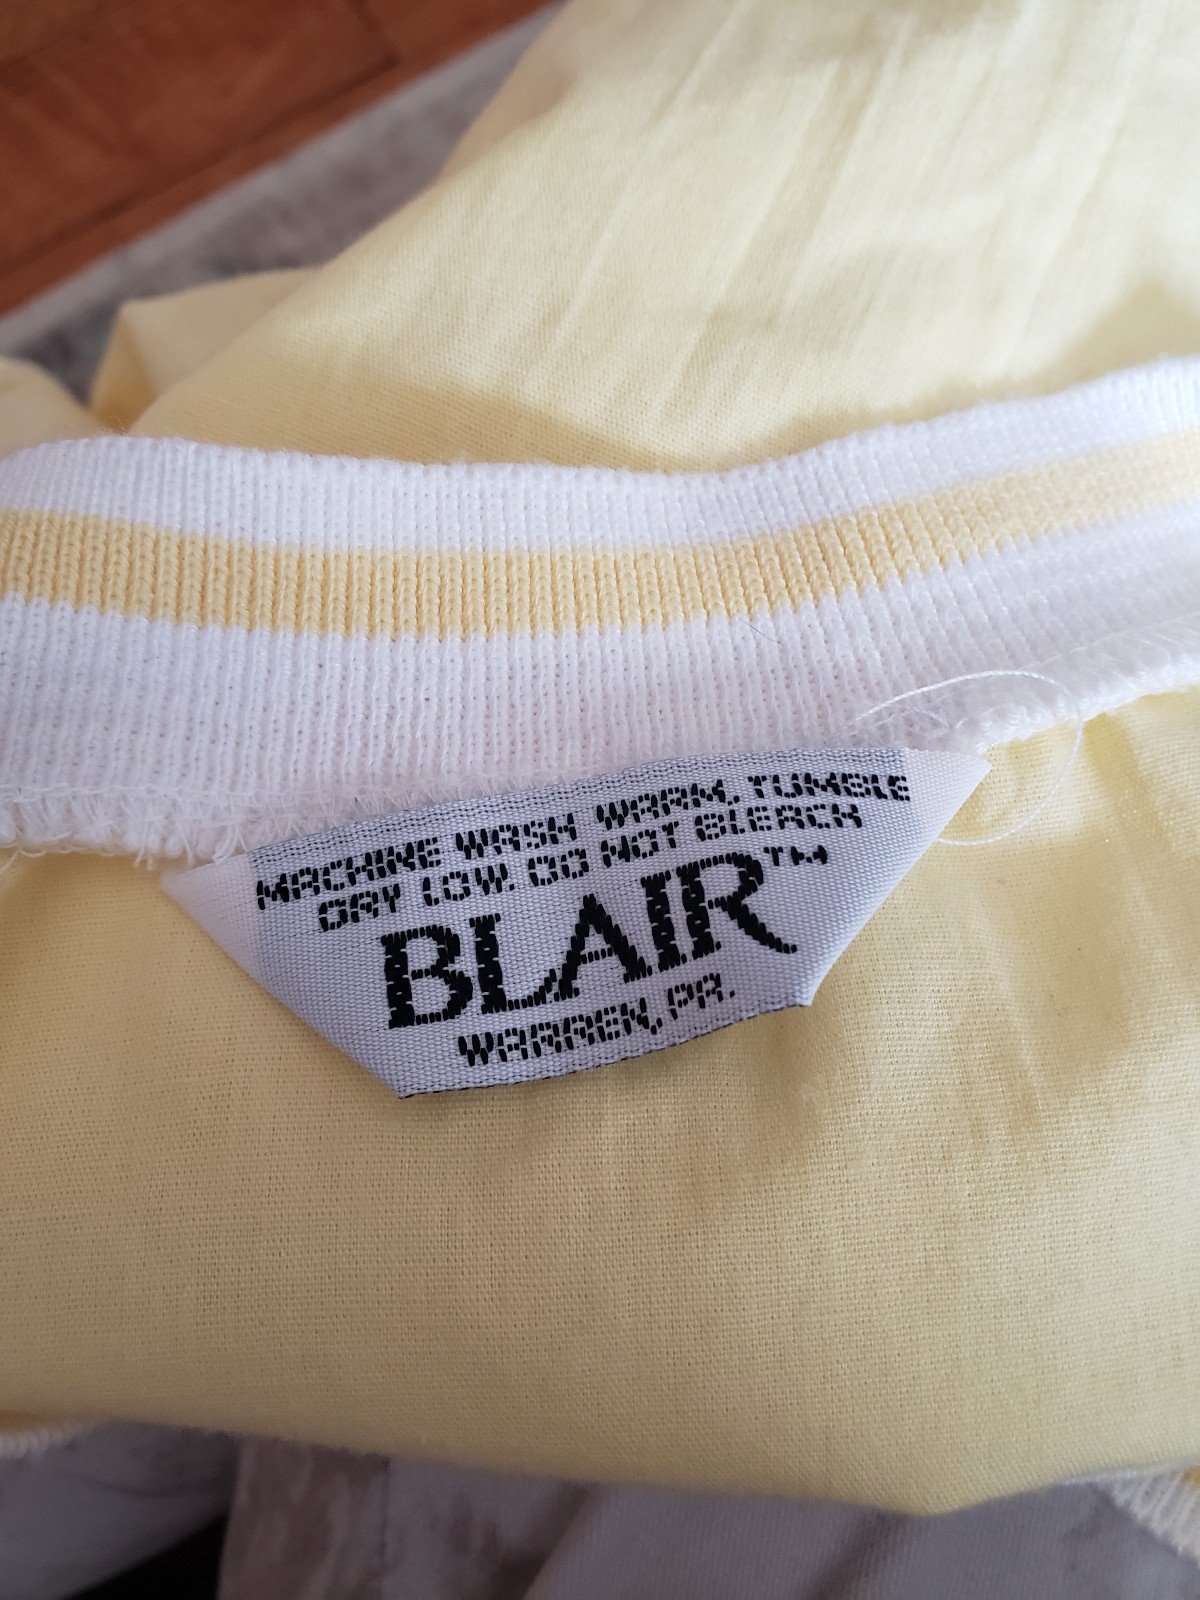 MACHINE WASH WARM, TUMBLE
DRY LOW. DO NOT BLEACH
BLAIR™
WARREN, PA.